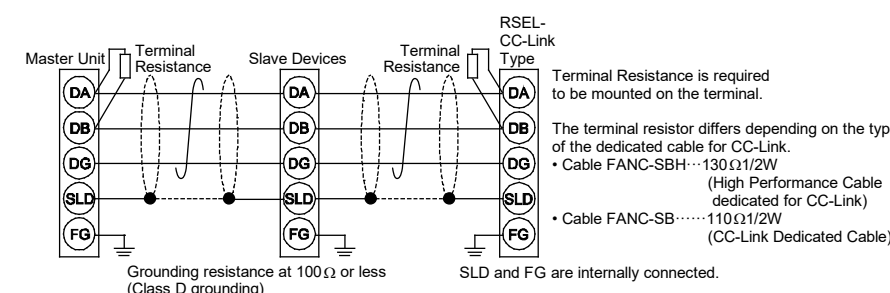 RSEL-
CC-Link
Type
Master Unit
Terminal
Resistance
Slave Devices
Terminal
Resistance
DA
DB
DG
SLD
FG
DA
DB
DG
SLD
FG
DA
DB
DG
SLD
FG
Terminal Resistance is required
to be mounted on the terminal.
The terminal resistor differs depending on the typ
of the dedicated cable for CC-Link.
• Cable FANC-SBH···130Ω1/2W
(High Performance Cable
dedicated for CC-Link)
• Cable FANC-SB······110Ω1/2W
(CC-Link Dedicated Cable)
Grounding resistance at 100Ω or less
(Class D grounding)
SLD and FG are internally connected.